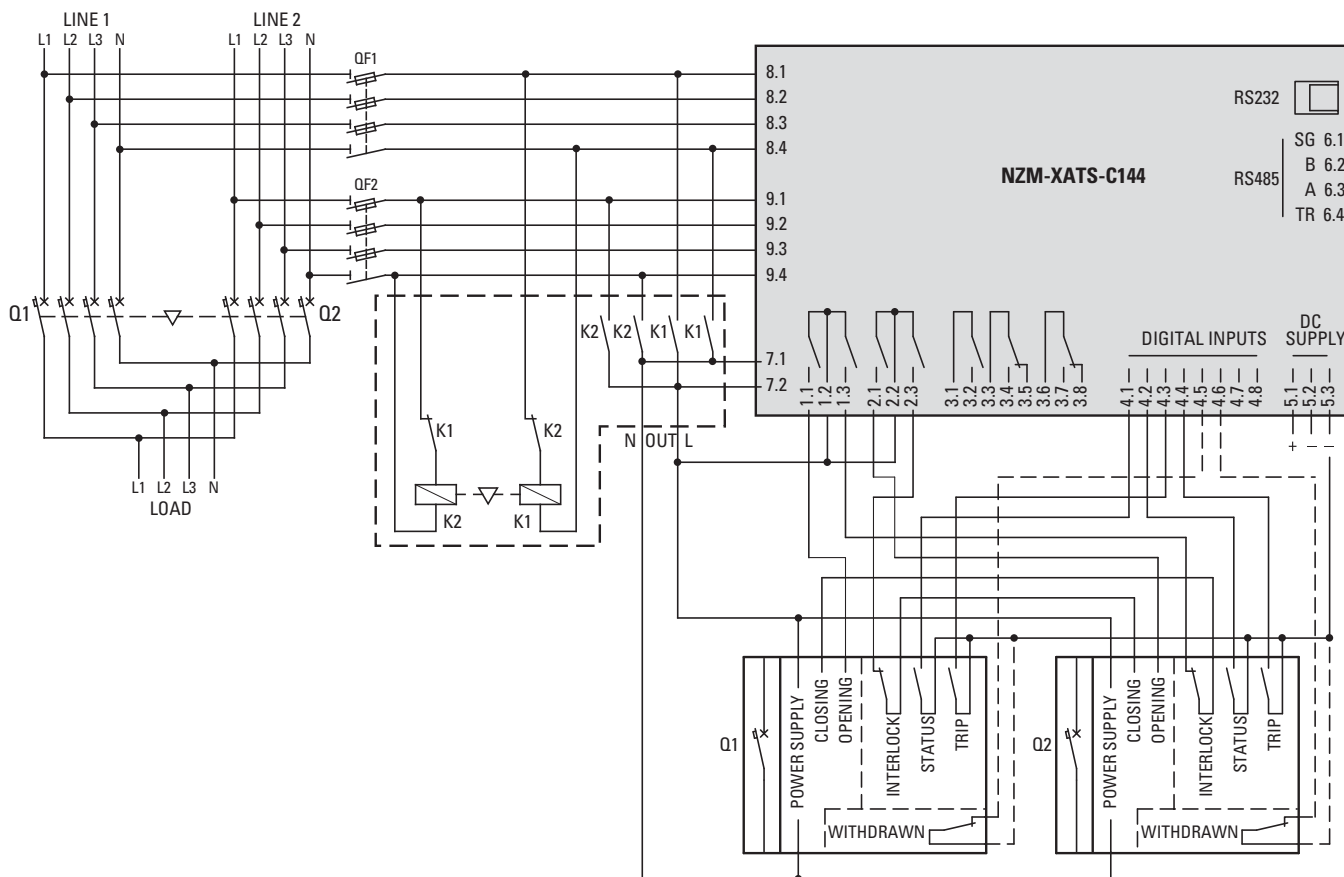 LINE 1 LINE 2
L1 L2 L3 N L1 L2 L3 N
QF1
8.1
8.2
8.3
8.4
QF2
9.1
9.2
9.3
9.4
RS232
NZM-XATS-C144
RS485
SG 6.1
B 6.2
A 6.3
TR 6.4
Q1 Q2
K2 K2 K1 K1
7.1
7.2
DIGITAL INPUTS
DC
SUPPLY
1.1 1.2 1.3 2.1 2.2 2.3 3.1 3.2 3.3 3.4 3.5 3.6 3.7 3.8 4.1 4.2 4.3 4.4 4.5 4.6 4.7 4.8 5.1 5.2 5.3
+ – –
K1 K2
N OUT L
L1 L2 L3 N
LOAD
K2 K1
Q1
POWER SUPPLY
CLOSING
OPENING
INTERLOCK
STATUS
TRIP
WITHDRAWN
Q2
POWER SUPPLY
CLOSING
OPENING
INTERLOCK
STATUS
TRIP
WITHDRAWN